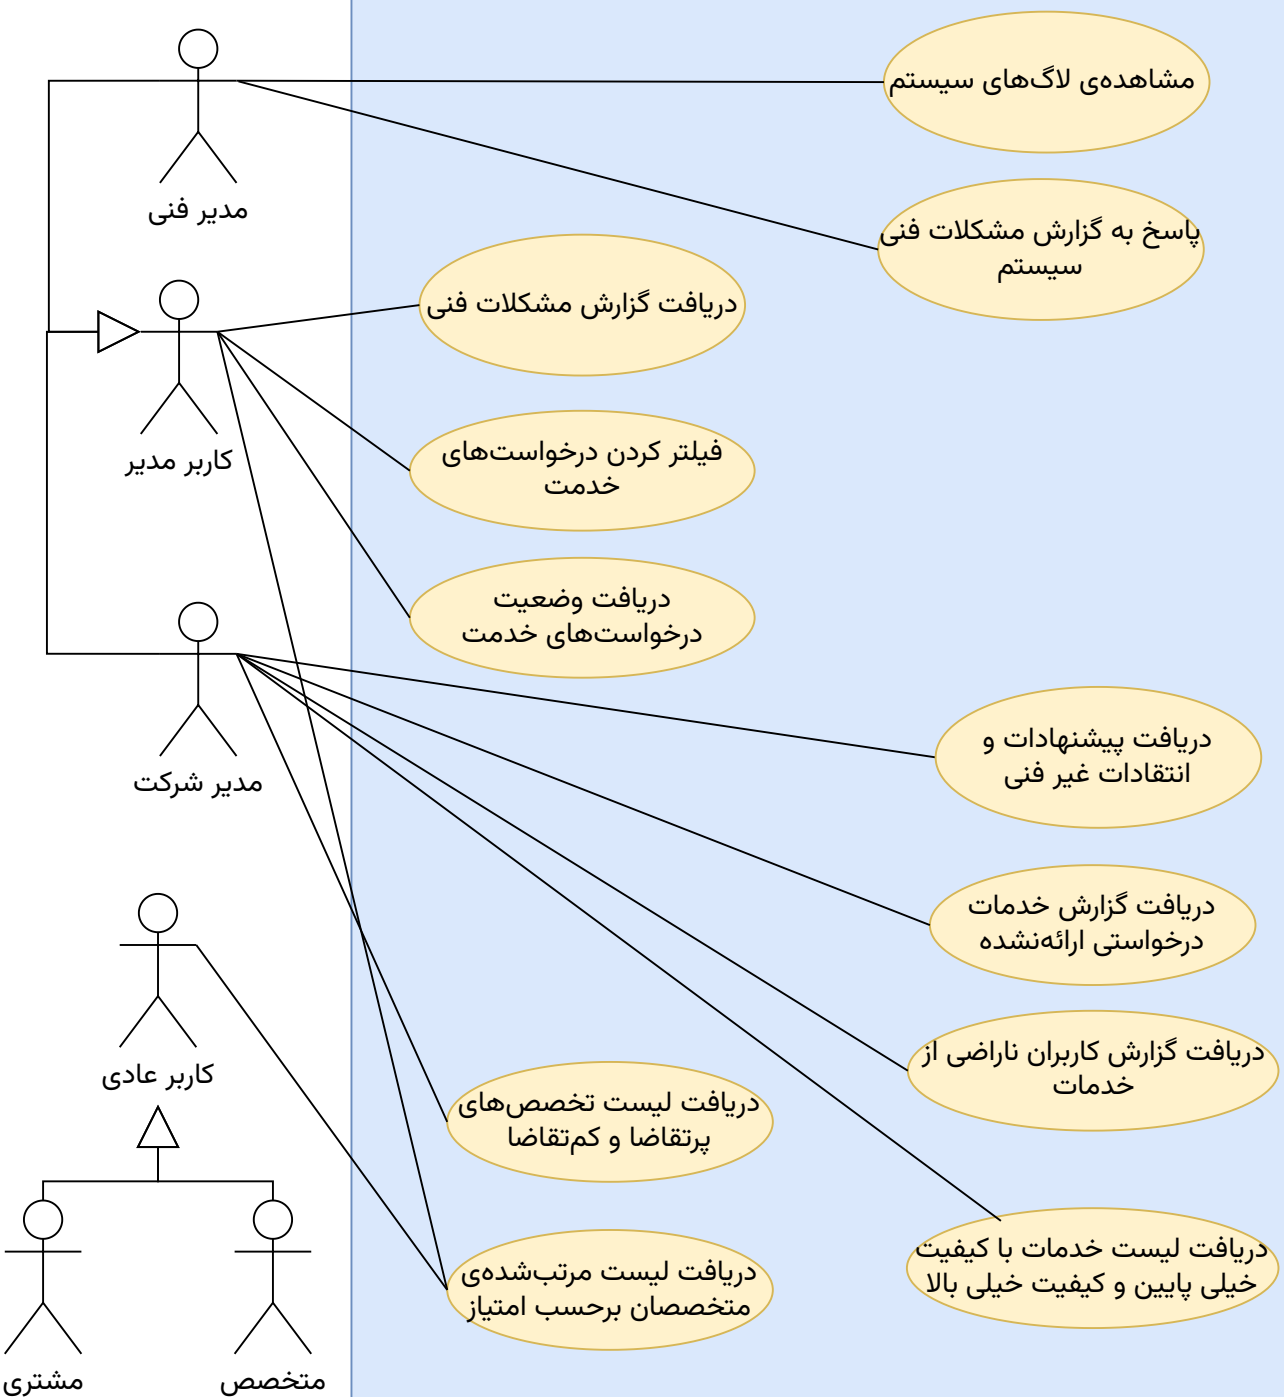 مشاهده‌ی لاگ‌های سیستم
مدیر فنی
پاسخ به گزارش مشکلات فنی
سیستم
دریافت گزارش مشکلات فنی
کاربر مدیر
فیلتر کردن درخواست‌های
خدمت
دریافت وضعیت
درخواست‌های خدمت
مدیر شرکت
دریافت پیشنهادات و
انتقادات غیر فنی
دریافت گزارش خدمات
درخواستی ارائه‌نشده
کاربر عادی
دریافت گزارش کاربران ناراضی از
خدمات
دریافت لیست تخصص‌های
پرتقاضا و کم‌تقاضا
دریافت لیست خدمات با کیفیت
خیلی پایین و کیفیت خیلی بالا
دریافت لیست مرتب‌شده‌ی
متخصصان برحسب امتیاز
متخصص
مشتری